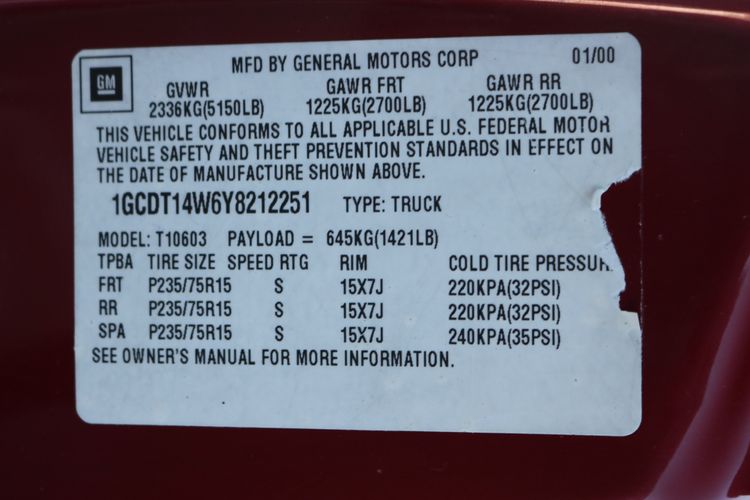 MFD BY GENERAL MOTORS CORP 01/00
GM
GVWR GAWR FRT GAWR RR
2336KG(5150LB) 1225KG(2700LB) 1225KG(2700LB)
THIS VEHICLE CONFORMS TO ALL APPLICABLE U.S. FEDERAL MOTOR
VEHICLE SAFETY AND THEFT PREVENTION STANDARDS IN EFFECT ON
THE DATE OF MANUFACTURE SHOWN ABOVE.
1GCDT14W6Y8212251 TYPE: TRUCK
MODEL: T10603 PAYLOAD = 645KG(1421LB)
TPBA TIRE SIZE SPEED RTG RIM COLD TIRE PRESSUR
FRT P235/75R15 S 15X7J 220KPA(32PSI)
RR P235/75R15 S 15X7J 220KPA(32PSI)
SPA P235/75R15 S 15X7J 240KPA(35PSI)
SEE OWNER'S MANUAL FOR MORE INFORMATION.